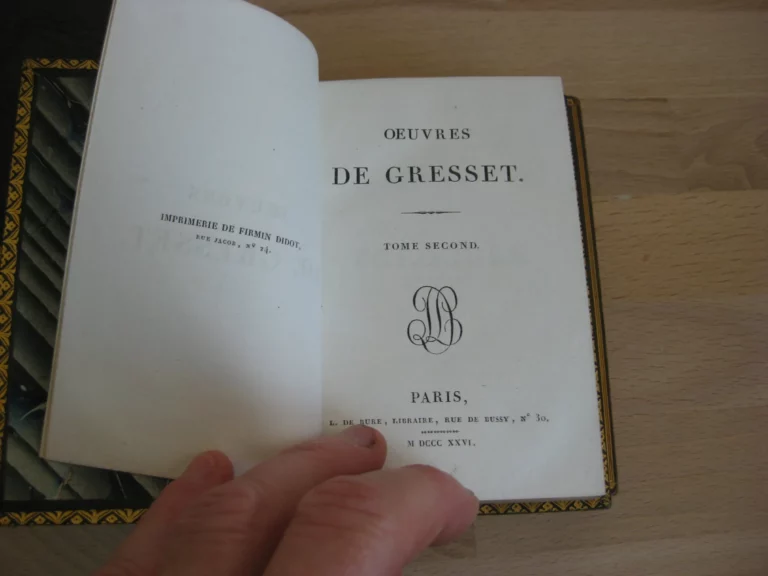 IMPRIMERIE DE FIRMIN DIDOT,
RUE JACOB, Nº 24.
OEUVRES
DE GRESSET.
TOME SECOND.
PARIS,
L. DE BURE, LIBRAIRE, RUE DE BUSSY, Nº 30.
M DCCC XXVI.